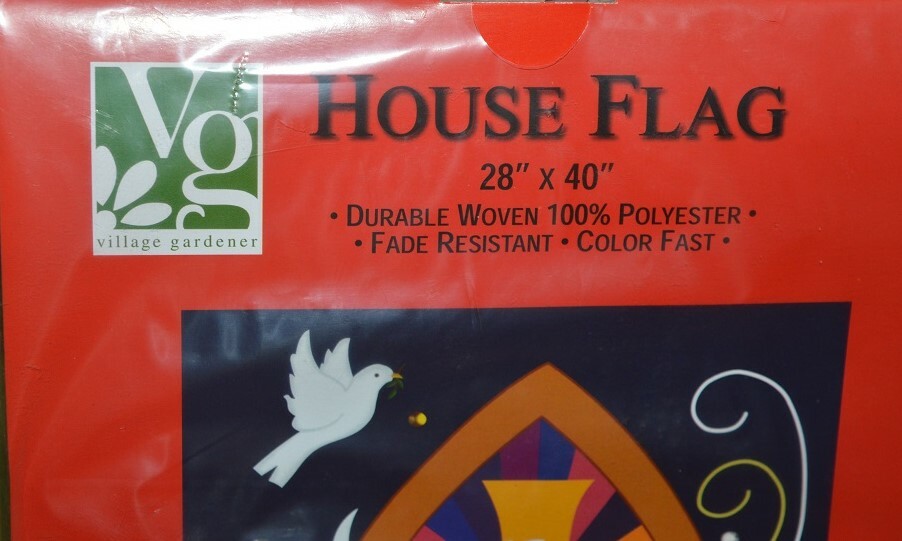 Vg
village gardener
HOUSE FLAG
28" X 40"
• DURABLE WOVEN 100% POLYESTER •
• FADE RESISTANT • COLOR FAST •